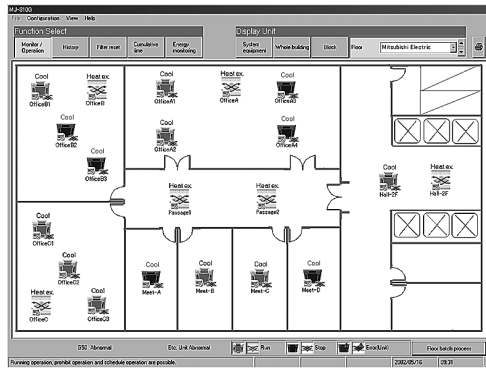 MJ-310G
File Configuration View Help
Function Select
Display Unit
Monitor / Operation
History
Filter reset
Cumulative time
Energy monitoring
System equipment
Whole building
Block
Floor
Mitsubishi Electric
Cool
OfficeB1
Heat ex.
OfficeB
Cool
OfficeA1
Heat ex.
OfficeA
Cool
OfficeA3
Cool
OfficeB2
Cool
OfficeA2
Cool
OfficeA4
Cool
OfficeB3
Cool
Hall-2F
Heat ex.
Hall-2F
Heat ex.
Passage1
Heat ex.
Passage2
Cool
OfficeC1
Cool
OfficeC2
Cool
Meet-A
Cool
Meet-B
Cool
Meet-C
Cool
Meet-D
Heat ex.
OfficeC
Cool
OfficeC3
G50 Abnormal
Etc. Unit Abnormal
Run
Stop
Error(Unit)
Floor batch process
Running operation, prohibit operation and schedule operation are possible.
2002/05/16
09:31